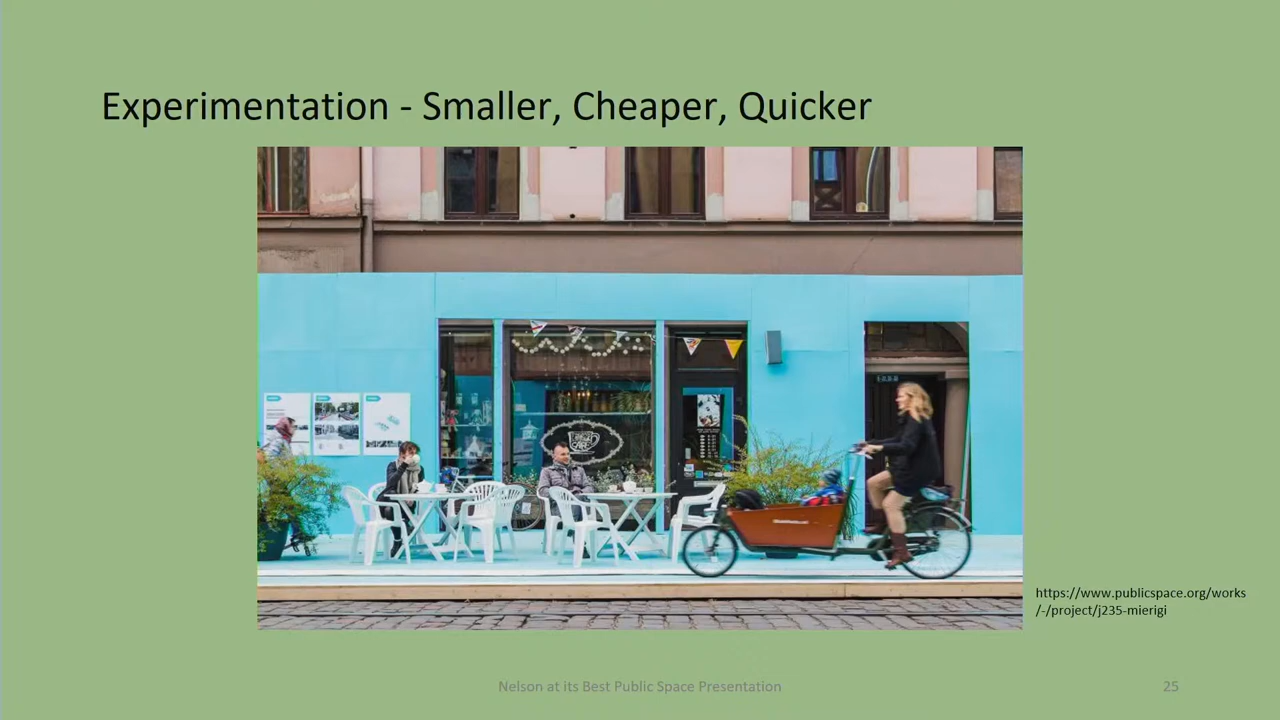 Experimentation - Smaller, Cheaper, Quicker
https://www.publicspace.org/works
/-/project/j235-mierigi
Nelson at its Best Public Space Presentation
25